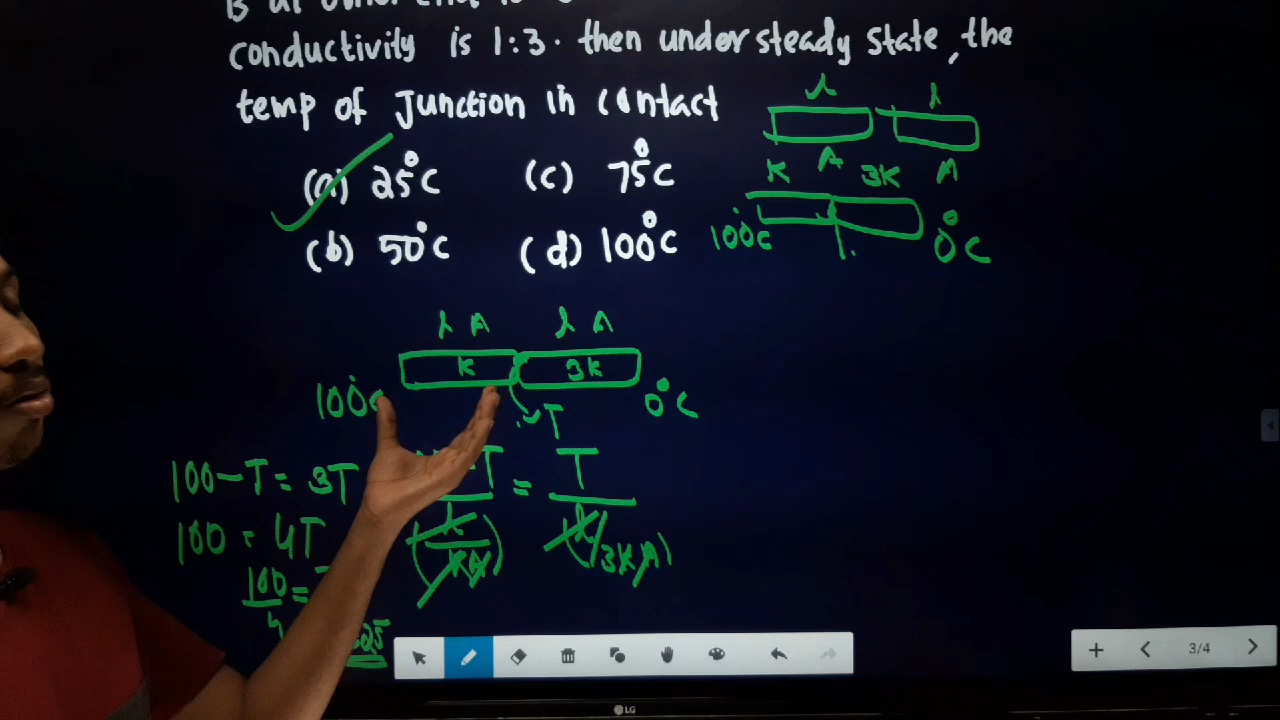 conductivity is 1:3. then under steady state, the
temp of Junction in contact
(a) 25°C (c) 75°C
(b) 50°C (d) 100°C
l l
K A 3K A
100°C 0°C
l A l A
K 3K
100°C 0°C
T
100-T = 3T T = T
100 = 4T l/3KA)
100 =
4
25
LG
3/4